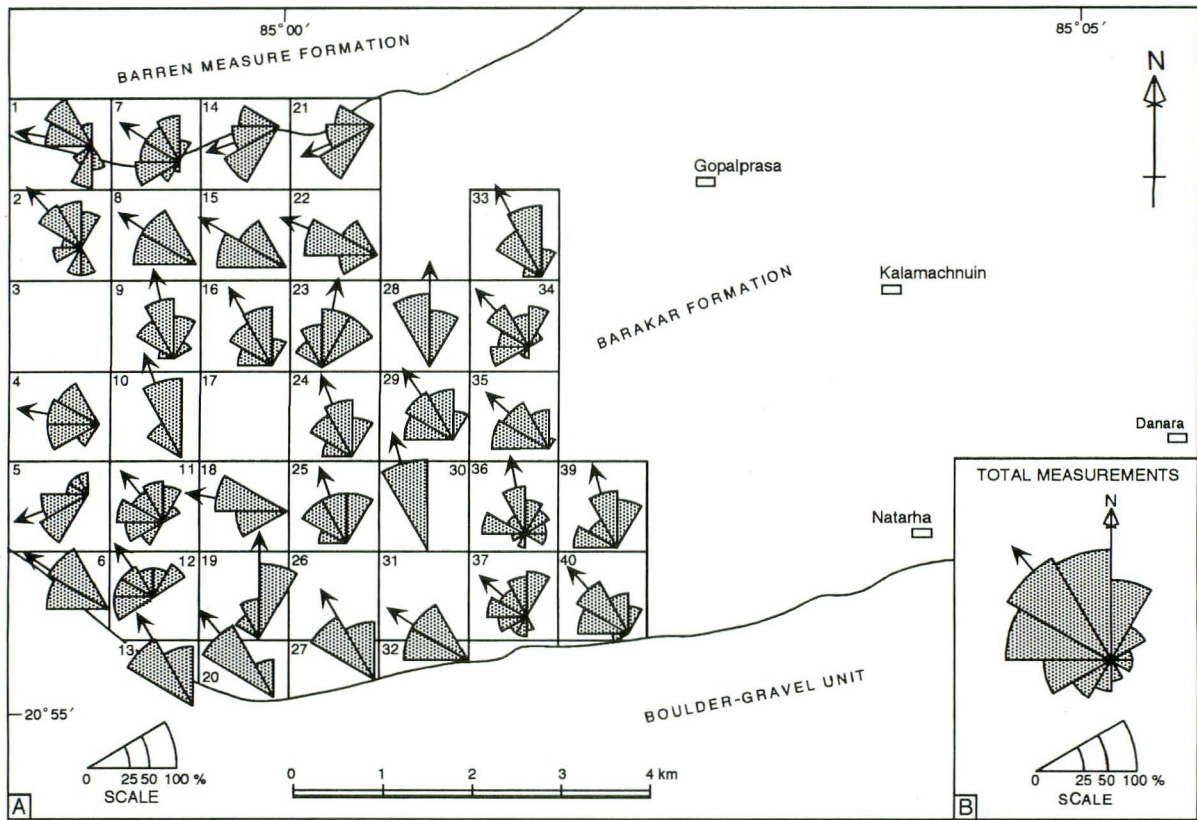 85°00′ 85°05′
BARREN MEASURE FORMATION
N
1 7 14 21
Gopalprasa
2 8 15 22 33
Kalamachnuin
3 9 16 23 28 34
BARAKAR FORMATION
4 10 17 24 29 35
Danara
5 11 18 25 30 36 39
TOTAL MEASUREMENTS
N
Natarha
6 12 19 26 31 37 40
13 20 27 32
BOULDER-GRAVEL UNIT
20°55′
0 25 50 100 %
SCALE
0 1 2 3 4 km
0 25 50 100 %
SCALE
A B